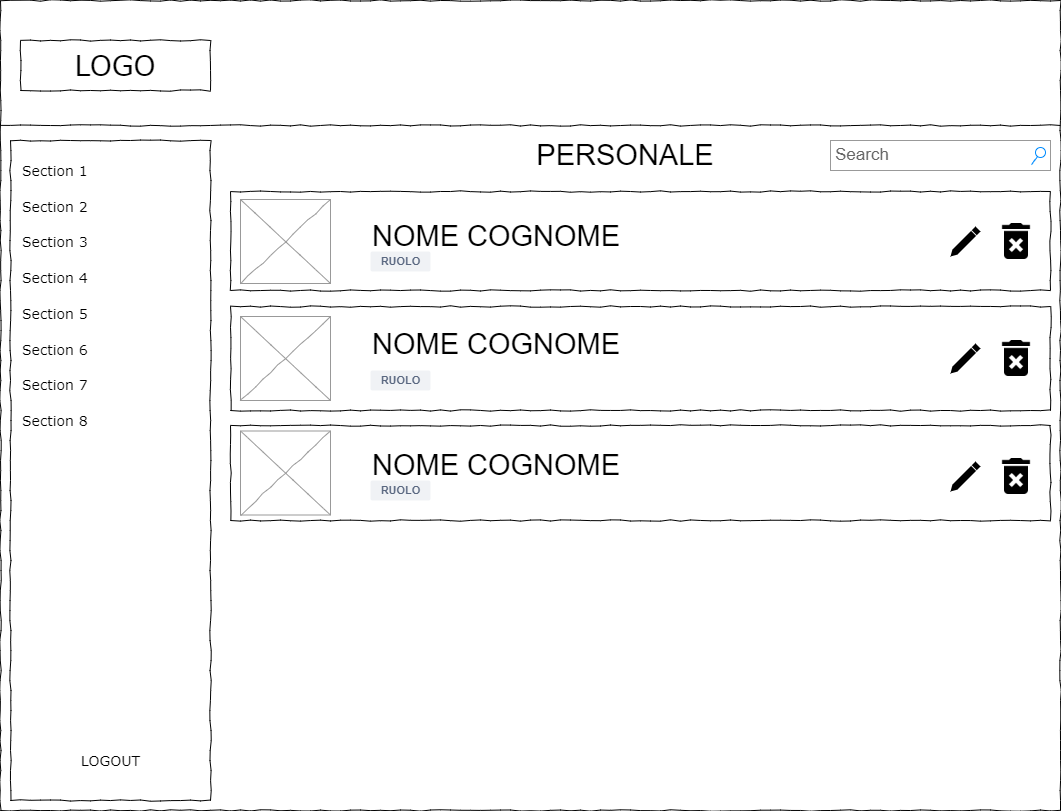 LOGO
Section 1
Section 2
Section 3
Section 4
Section 5
Section 6
Section 7
Section 8
LOGOUT
PERSONALE
Search
NOME COGNOME
RUOLO
NOME COGNOME
RUOLO
NOME COGNOME
RUOLO